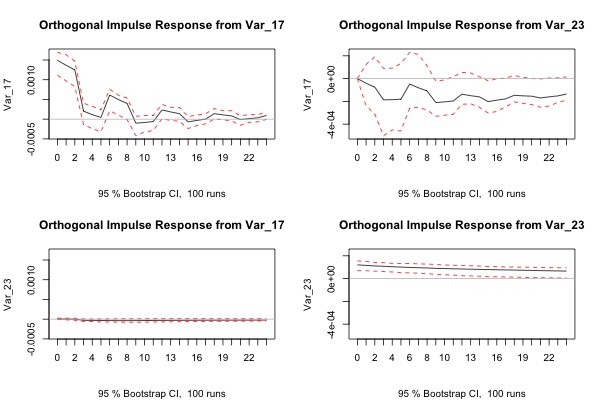 Orthogonal Impulse Response from Var_17
Var_17
0.0010
-0.0005
0 2 4 6 8 10 13 16 19 22
95 % Bootstrap CI, 100 runs
Orthogonal Impulse Response from Var_23
Var_17
0e+00
-4e-04
0 2 4 6 8 10 13 16 19 22
95 % Bootstrap CI, 100 runs
Orthogonal Impulse Response from Var_17
Var_23
0.0010
-0.0005
0 2 4 6 8 10 13 16 19 22
95 % Bootstrap CI, 100 runs
Orthogonal Impulse Response from Var_23
Var_23
0e+00
-4e-04
0 2 4 6 8 10 13 16 19 22
95 % Bootstrap CI, 100 runs